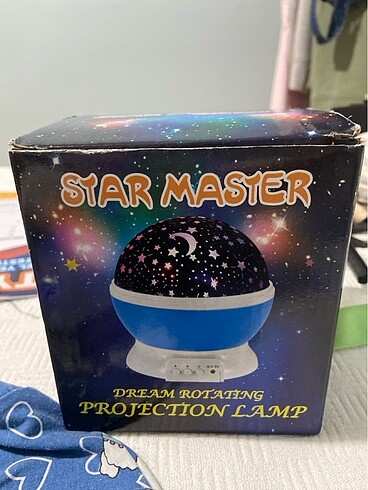 STAR MASTER
DREAM ROTATING
PROJECTION LAMP